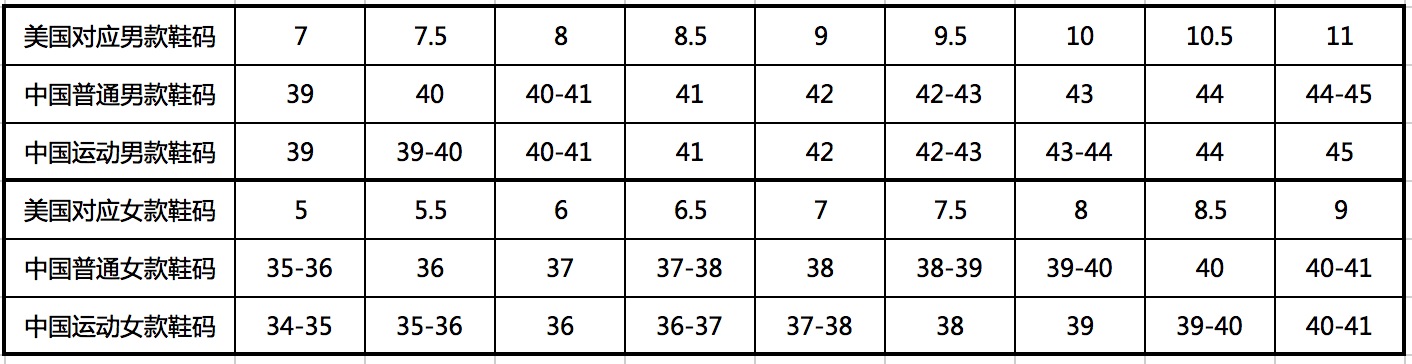 美国对应男款鞋码 7 7.5 8 8.5 9 9.5 10 10.5 11
中国普通男款鞋码 39 40 40-41 41 42 42-43 43 44 44-45
中国运动男款鞋码 39 39-40 40-41 41 42 42-43 43-44 44 45
美国对应女款鞋码 5 5.5 6 6.5 7 7.5 8 8.5 9
中国普通女款鞋码 35-36 36 37 37-38 38 38-39 39-40 40 40-41
中国运动女款鞋码 34-35 35-36 36 36-37 37-38 38 39 39-40 40-41